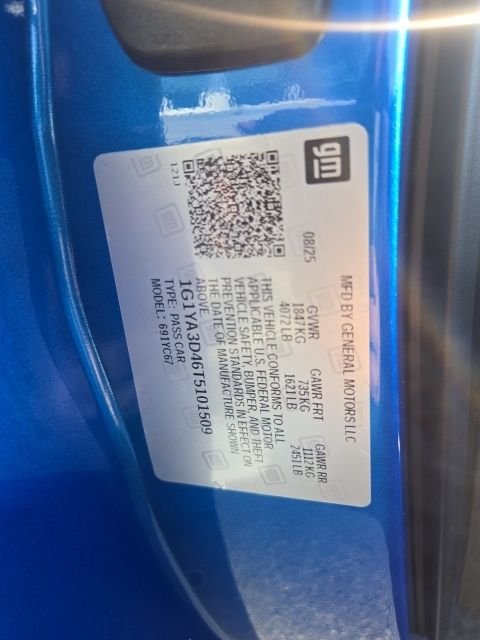 gm
MFD BY GENERAL MOTORS LLC
08/25
GVWR GAWR FRT GAWR RR
1847KG 735KG 1112KG
4072LB 1621LB 2451LB
THIS VEHICLE CONFORMS TO ALL
APPLICABLE U.S. FEDERAL MOTOR
VEHICLE SAFETY, BUMPER, AND THEFT
PREVENTION STANDARDS IN EFFECT ON
THE DATE OF MANUFACTURE SHOWN
ABOVE.
1G1YA3D46T5101509
TYPE: PASS CAR
MODEL: 691YC67
121J